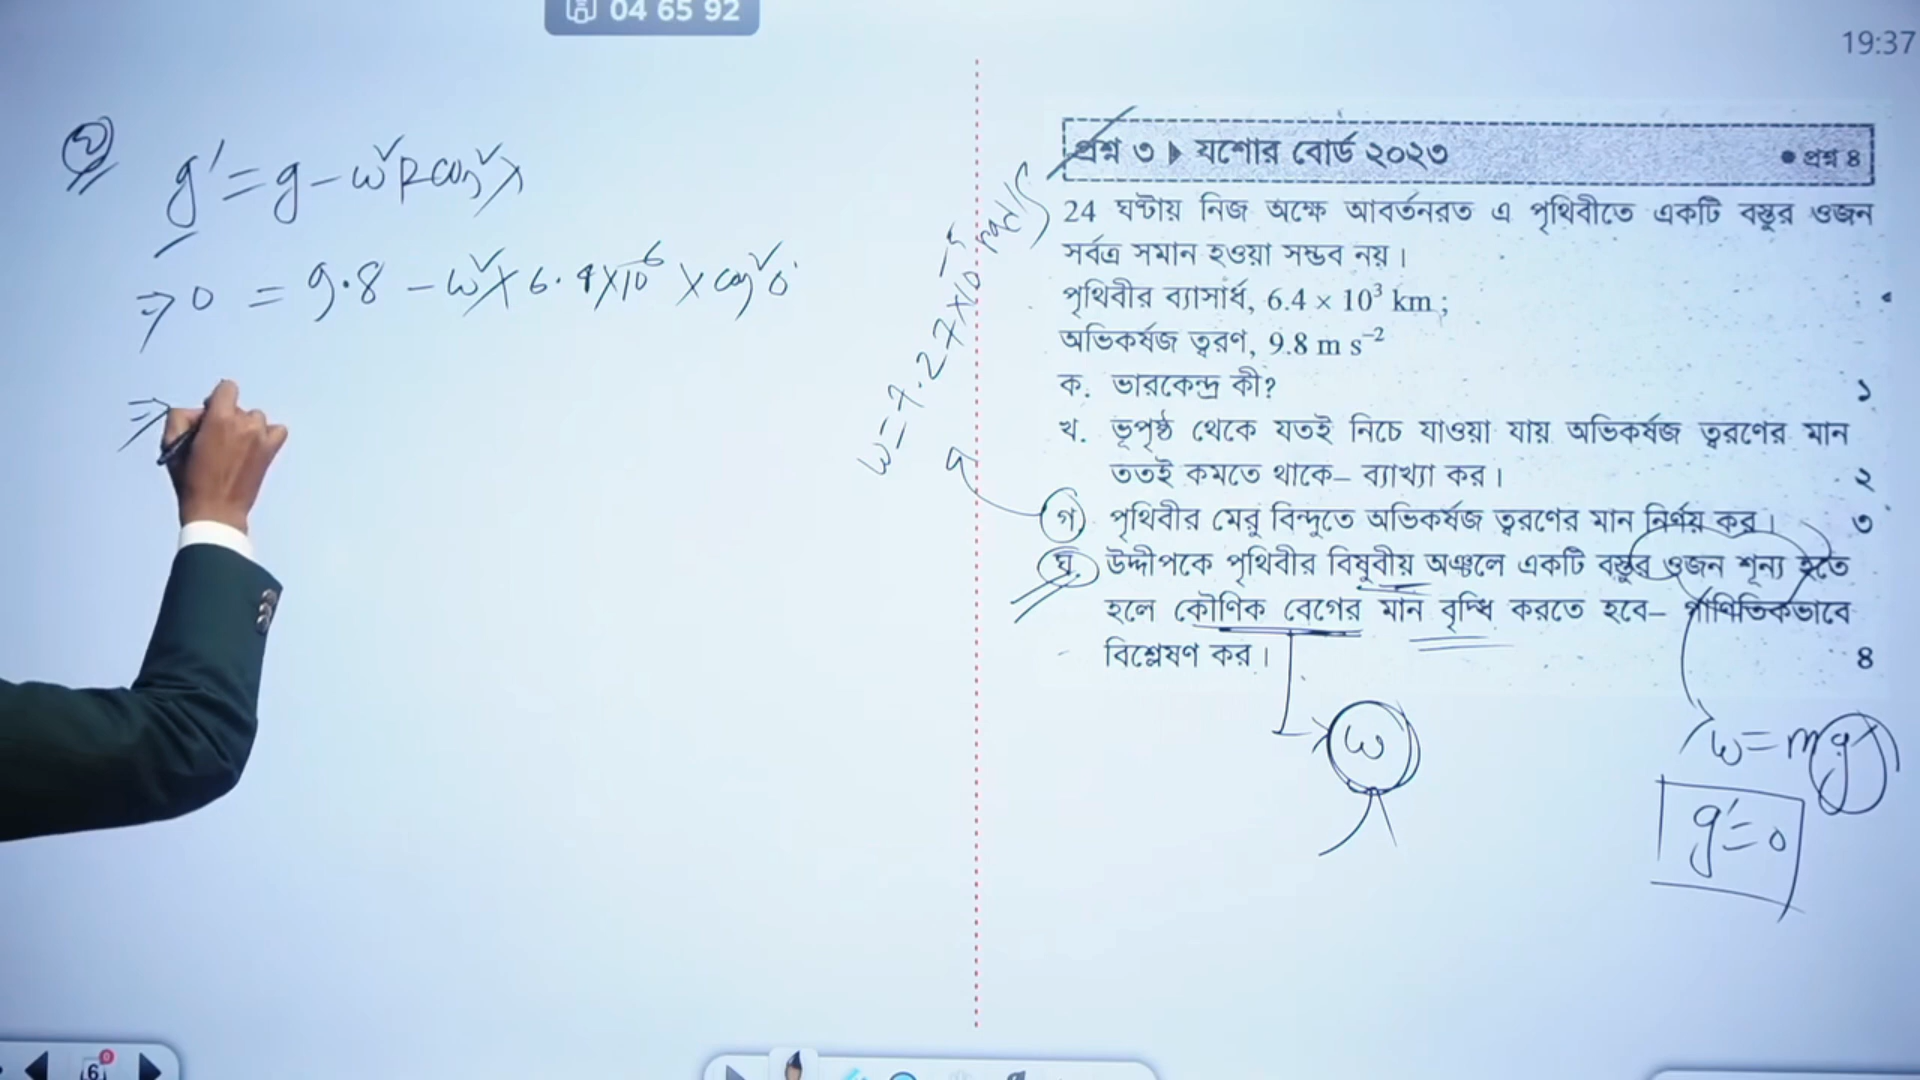 04 65 92
19:37
ঘ
g' = g - ω²Rcos²λ
⇒ 0 = 9.8 - ω² × 6.4×10⁶ × cos²0°
⇒
ω = 7.27×10⁻⁵ rad/s
প্রশ্ন ৩ ▶ যশোর বোর্ড ২০২৩ ● প্রশ্ন ৪
24 ঘণ্টায় নিজ অক্ষে আবর্তনরত এ পৃথিবীতে একটি বস্তুর ওজন
সর্বত্র সমান হওয়া সম্ভব নয়।
পৃথিবীর ব্যাসার্ধ, 6.4 × 10³ km ;
অভিকর্ষজ ত্বরণ, 9.8 m s⁻²
ক. ভারকেন্দ্র কী? ১
খ. ভূপৃষ্ঠ থেকে যতই নিচে যাওয়া যায় অভিকর্ষজ ত্বরণের মান
ততই কমতে থাকে– ব্যাখ্যা কর। ২
গ. পৃথিবীর মেরু বিন্দুতে অভিকর্ষজ ত্বরণের মান নির্ণয় কর। ৩
ঘ. উদ্দীপকে পৃথিবীর বিষুবীয় অঞ্চলে একটি বস্তুর ওজন শূন্য হতে
হলে কৌণিক বেগের মান বৃদ্ধি করতে হবে– গাণিতিকভাবে
বিশ্লেষণ কর। ৪
ω
w = mg
g' = 0
6
0